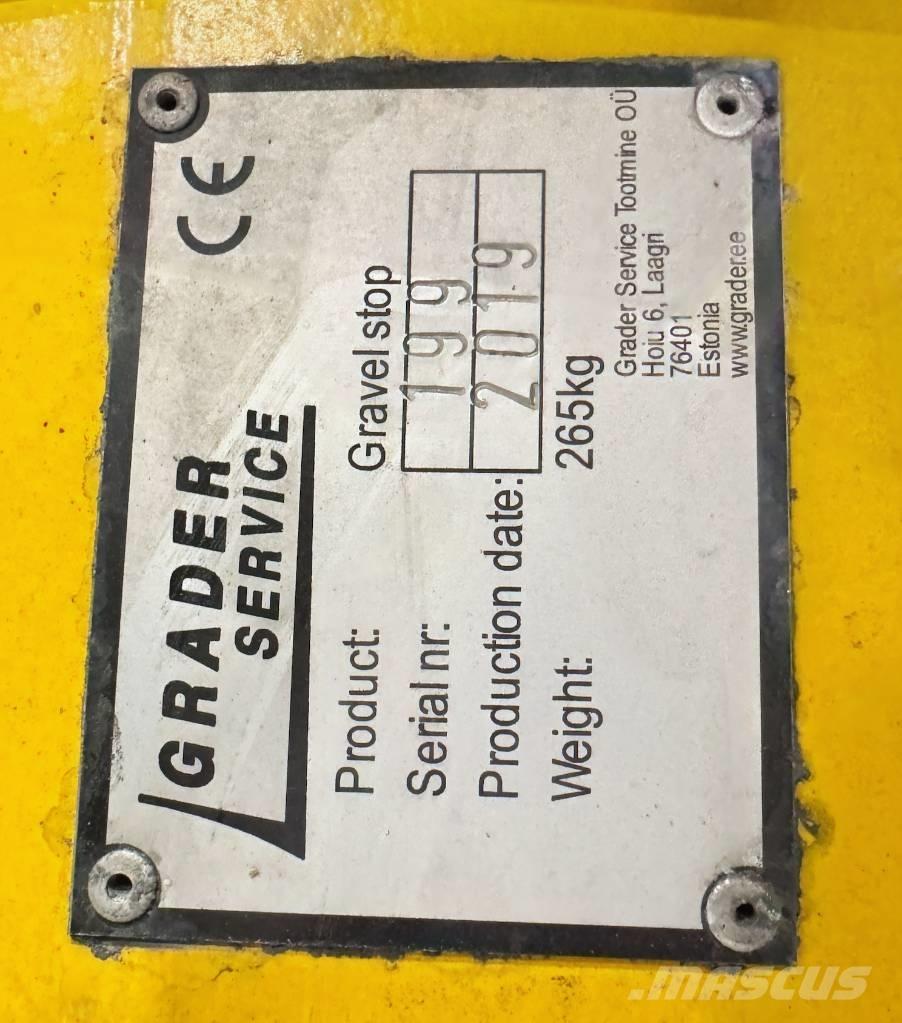 GRADER
SERVICE
CE
Product: Gravel stop
Serial nr: 199
Production date: 2019
Weight: 265kg
Grader Service Tootmine OÜ
Hoiu 6, Laagri
76401
Estonia
www.grader.ee
MASCUS